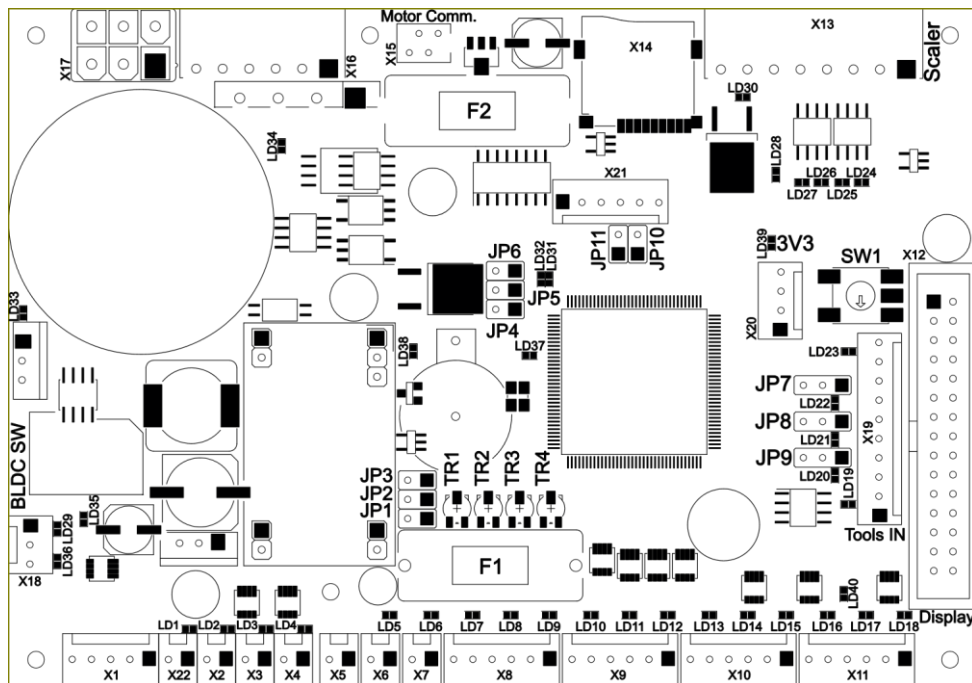 Motor Comm.
X17
X16
X15
X14
X13
Scaler
F2
LD30
LD34
LD28
LD26
LD24
LD27
LD25
X21
JP11
JP10
LD39
3V3
SW1
X12
JP6
LD32
LD31
JP5
JP4
LD33
X20
LD38
LD37
LD23
JP7
LD22
JP8
LD21
X19
JP9
LD20
LD19
BLDC SW
TR1
TR2
TR3
TR4
JP3
JP2
JP1
LD35
LD29
LD36
X18
Tools IN
F1
LD40
Display
LD1
LD2
LD3
LD4
LD5
LD6
LD7
LD8
LD9
LD10
LD11
LD12
LD13
LD14
LD15
LD16
LD17
LD18
X1
X22
X2
X3
X4
X5
X6
X7
X8
X9
X10
X11